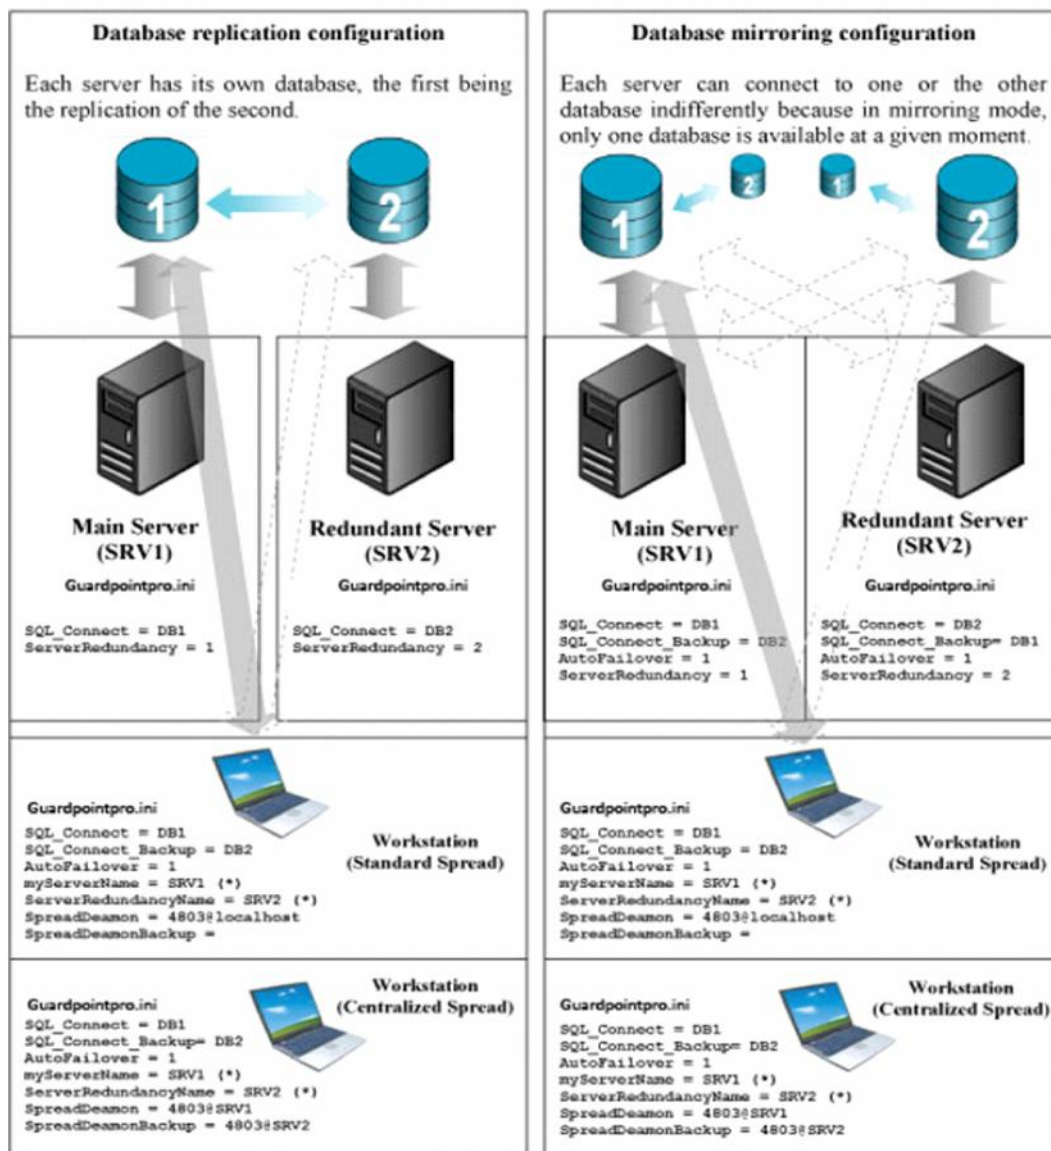 Database replication configuration
Each server has its own database, the first being
the replication of the second.
1
2
Main Server
(SRV1)
Guardpointpro.ini
SQL_Connect = DB1
ServerRedundancy = 1
Redundant Server
(SRV2)
Guardpointpro.ini
SQL_Connect = DB2
ServerRedundancy = 2
Guardpointpro.ini
SQL_Connect = DB1
SQL_Connect_Backup = DB2
AutoFailover = 1
myServerName = SRV1 (*)
ServerRedundancyName = SRV2 (*)
SpreadDeamon = 4803@localhost
SpreadDeamonBackup =
Workstation
(Standard Spread)
Guardpointpro.ini
SQL_Connect = DB1
SQL_Connect_Backup= DB2
AutoFailover = 1
myServerName = SRV1 (*)
ServerRedundancyName = SRV2 (*)
SpreadDeamon = 4803@SRV1
SpreadDeamonBackup = 4803@SRV2
Workstation
(Centralized Spread)
Database mirroring configuration
Each server can connect to one or the other
database indifferently because in mirroring mode,
only one database is available at a given moment.
1
2
1
2
Main Server
(SRV1)
Guardpointpro.ini
SQL_Connect = DB1
SQL_Connect_Backup = DB2
AutoFailover = 1
ServerRedundancy = 1
Redundant Server
(SRV2)
Guardpointpro.ini
SQL_Connect = DB2
SQL_Connect_Backup= DB1
AutoFailover = 1
ServerRedundancy = 2
Guardpointpro.ini
SQL_Connect = DB1
SQL_Connect_Backup = DB2
AutoFailover = 1
myServerName = SRV1 (*)
ServerRedundancyName = SRV2 (*)
SpreadDeamon = 4803@localhost
SpreadDeamonBackup =
Workstation
(Standard Spread)
Guardpointpro.ini
SQL_Connect = DB1
SQL_Connect_Backup= DB2
AutoFailover = 1
myServerName = SRV1 (*)
ServerRedundancyName = SRV2 (*)
SpreadDeamon = 4803@SRV1
SpreadDeamonBackup = 4803@SRV2
Workstation
(Centralized Spread)